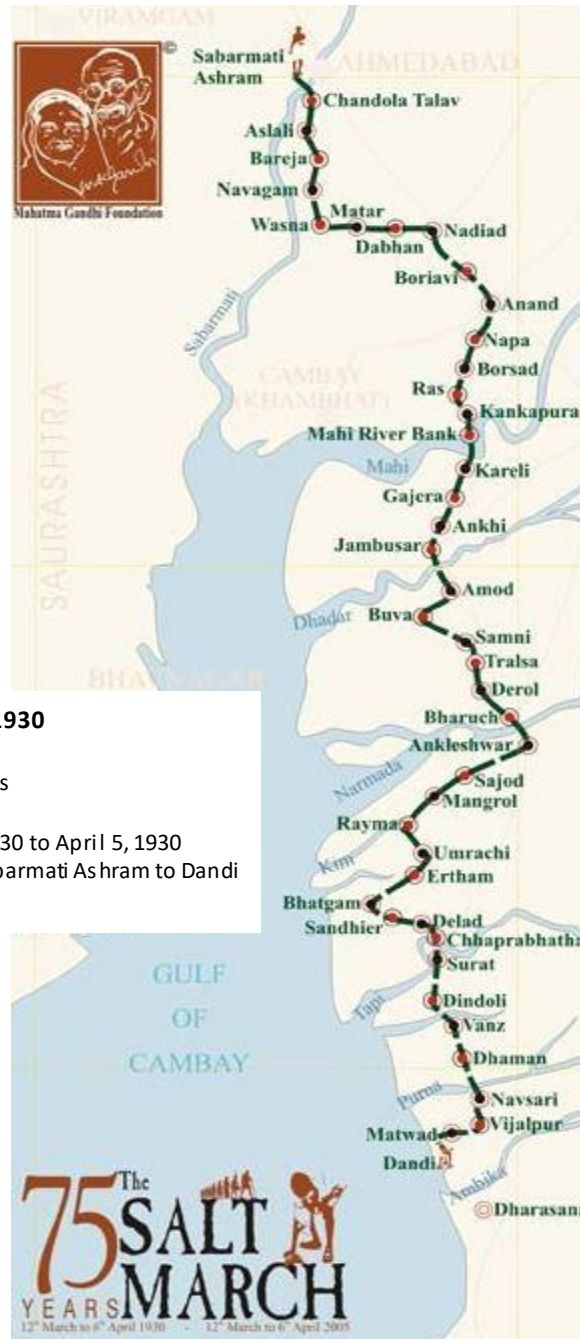 VIRAMGAM
©
Sabarmati
Ashram
AHMEDABAD
Chandola Talav
Aslali
Bareja
Navagam
Mahatma Gandhi Foundation
Wasna
Matar
Dabhan
Nadiad
Boriavi
Anand
Sabarmati
Napa
Borsad
CAMBAY
(KHAMBHAT)
Ras
Kankapura
Mahi River Bank
Mahi
Kareli
SAURASHTRA
Gajera
Ankhi
Jambusar
Amod
Dhadar
Buva
Samni
Tralsa
BHAVNAGAR
Derol
Bharuch
1930
Ankleshwar
s
Narmada
Sajod
Mangrol
30 to April 5, 1930
Rayma
barmati Ashram to Dandi
Kim
Umrachi
Ertham
Bhatgam
Sandhier
Delad
Chhaprabhatha
Surat
GULF
OF
CAMBAY
Tapi
Dindoli
Vanz
Dhaman
Purna
Navsari
Vijalpur
Matwad
Dandi
Ambika
Dharasana
75
YEARS
The
SALT
MARCH
12th March to 6th April 1930 - 12th March to 6th April 2005